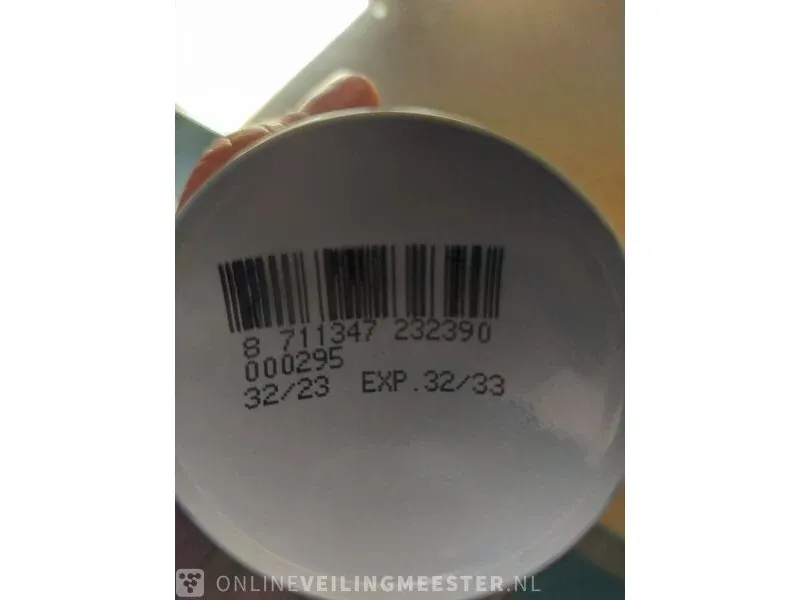 8 711347 232390
000295
32/23 EXP.32/33
ONLINEVEILINGMEESTER.NL